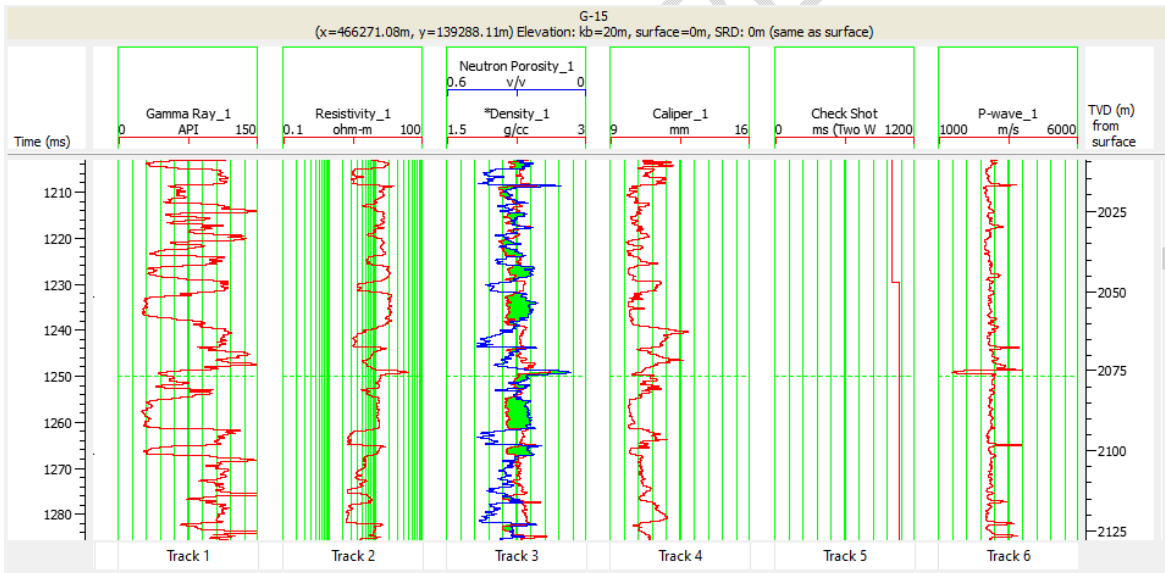 G-15
(x=466271.08m, y=139288.11m) Elevation: kb=20m, surface=0m, SRD: 0m (same as surface)
Neutron Porosity_1
0.6 v/v 0
Gamma Ray_1 Resistivity_1 *Density_1 Caliper_1 Check Shot P-wave_1 TVD (m)
0 API 150 0.1 ohm-m 100 1.5 g/cc 3 9 mm 16 0 ms (Two W 1200 1000 m/s 6000 from
Time (ms) surface
1210
2025
1220
1230
2050
1240
1250
2075
1260
2100
1270
1280
2125
Track 1 Track 2 Track 3 Track 4 Track 5 Track 6